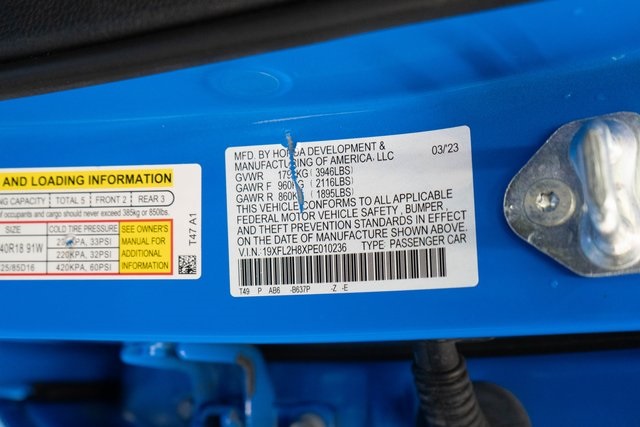 AND LOADING INFORMATION
CAPACITY TOTAL 5 FRONT 2 REAR 3
of occupants and cargo should never exceed 385kg or 850lbs.
COLD TIRE PRESSURE
40R18 91W 33PSI
220KPA, 32PSI
25/85D16 420KPA, 60PSI
SEE OWNER'S
MANUAL FOR
ADDITIONAL
INFORMATION
T47 A1
MFD. BY HONDA DEVELOPMENT & 03/23
MANUFACTURING OF AMERICA, LLC
GVWR KG( 3946LBS)
GAWR F 960KG( 2116LBS)
GAWR R 860KG( 1895LBS)
THIS VEHICLE CONFORMS TO ALL APPLICABLE
FEDERAL MOTOR VEHICLE SAFETY , BUMPER ,
AND THEFT PREVENTION STANDARDS IN EFFECT
ON THE DATE OF MANUFACTURE SHOWN ABOVE.
V.I.N. 19XFL2H8XPE010236 TYPE PASSENGER CAR
T49 P AB6 -B637P -Z -E